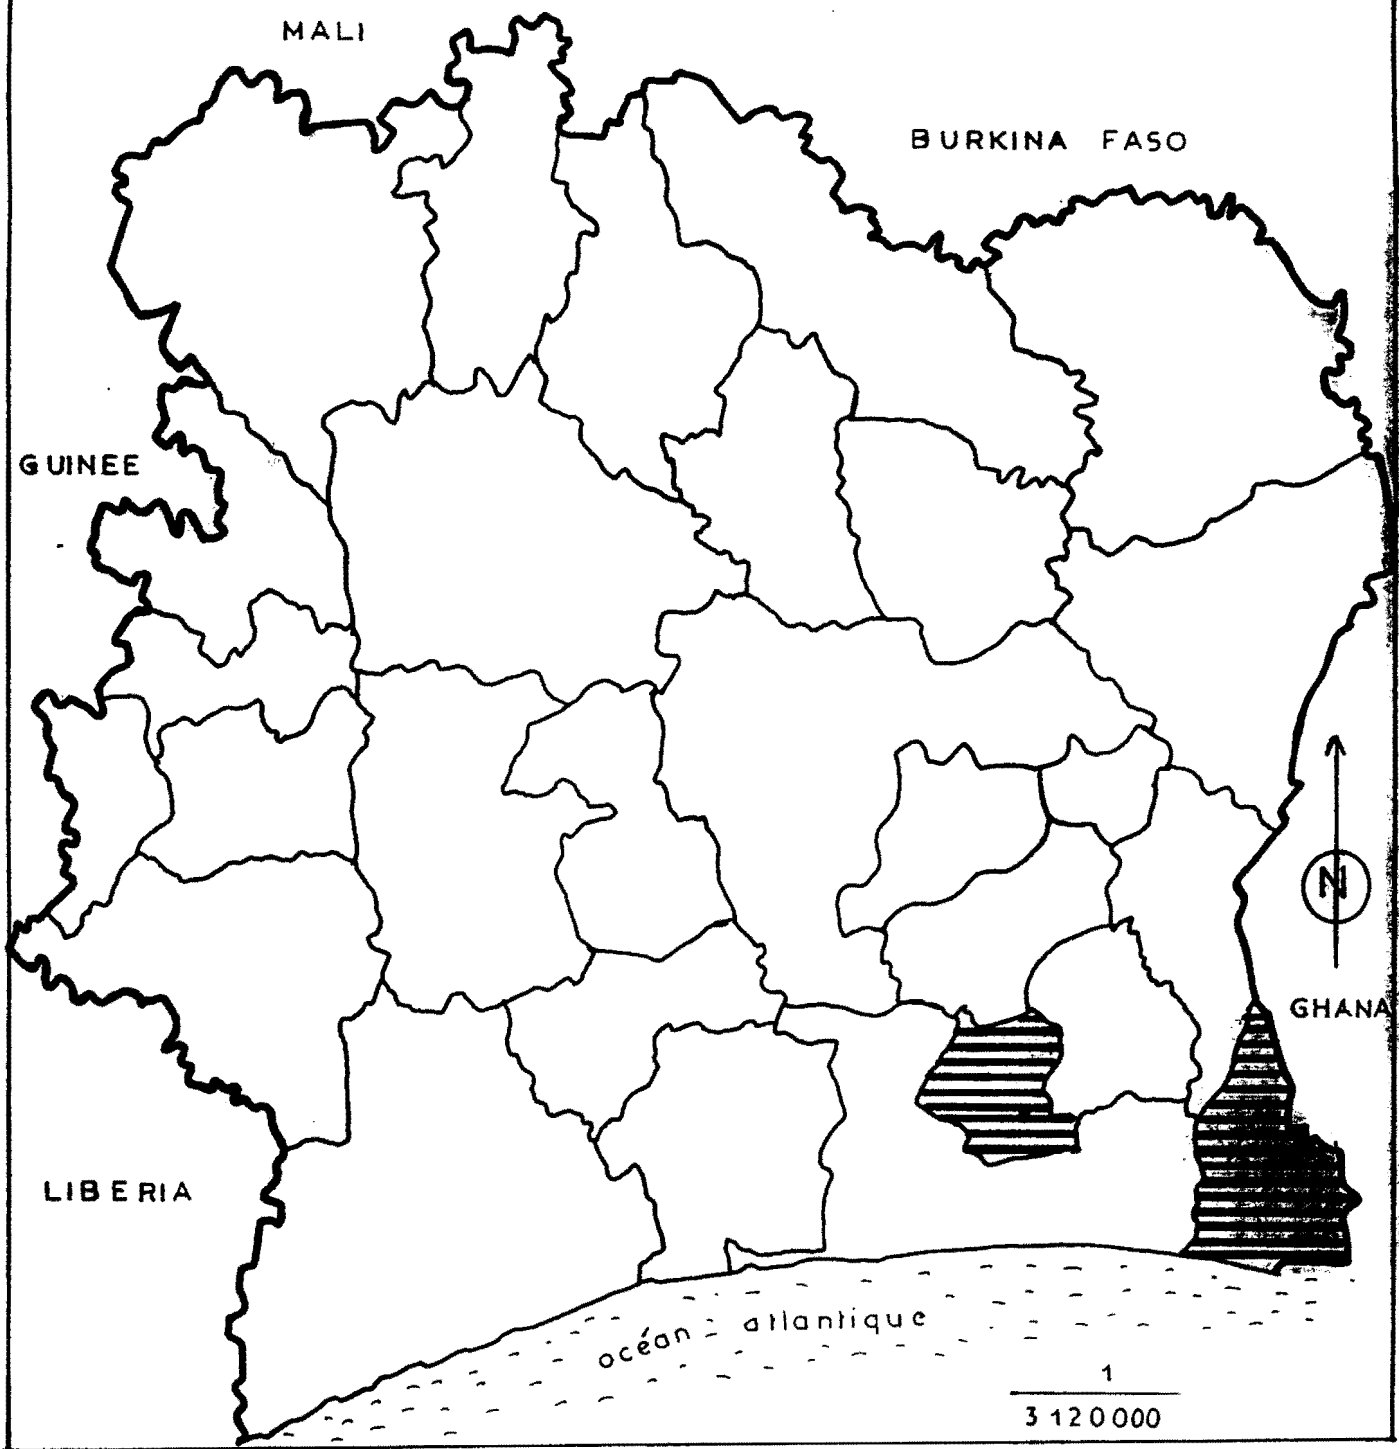 MALI
BURKINA FASO
GUINEE
N
GHANA
LIBERIA
océan atlantique
1
3 120 000